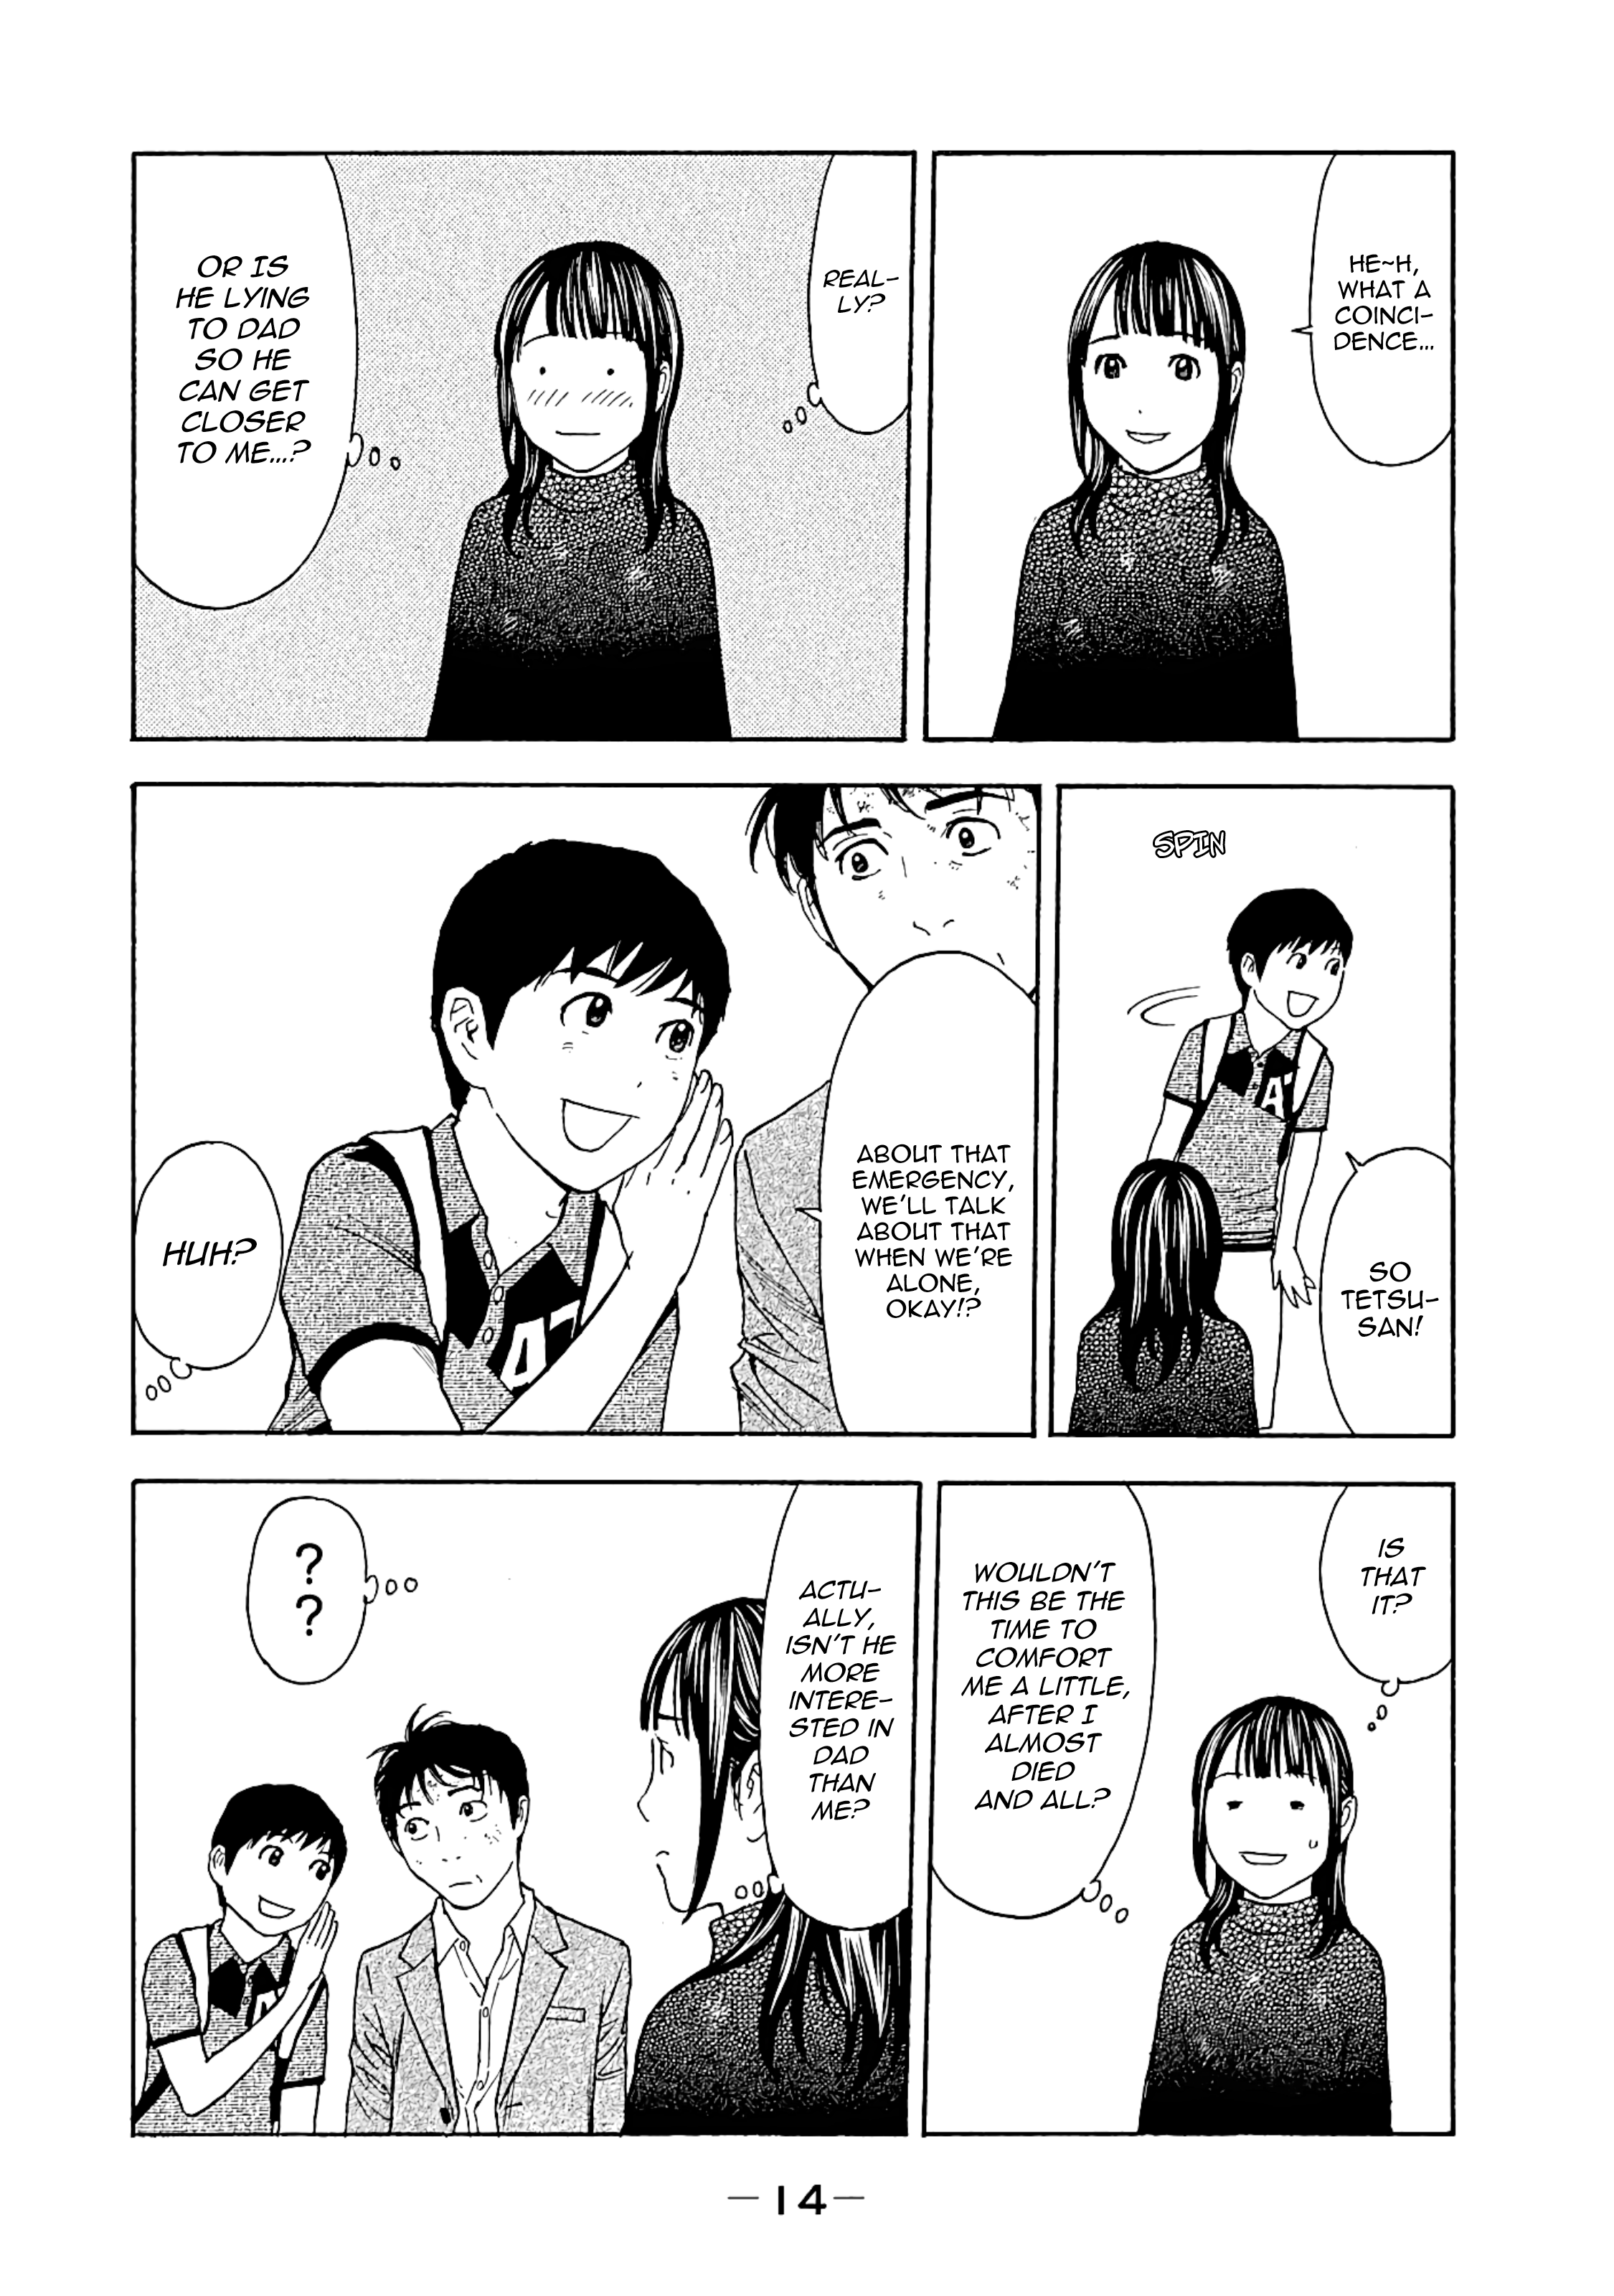 HE~H,
WHAT A
COINCI-
DENCE...
REAL-
LY?
OR IS
HE LYING
TO DAD
SO HE
CAN GET
CLOSER
TO ME...?
SPIN
A
SO
TETSU-
SAN!
ABOUT THAT
EMERGENCY,
WE'LL TALK
ABOUT THAT
WHEN WE'RE
ALONE,
OKAY!?
A
HUH?
IS
THAT
IT?
WOULDN'T
THIS BE THE
TIME TO
COMFORT
ME A LITTLE,
AFTER I
ALMOST
DIED
AND ALL?
ACTU-
ALLY,
ISN'T HE
MORE
INTERE-
STED IN
DAD
THAN
ME?
?
?
—14—